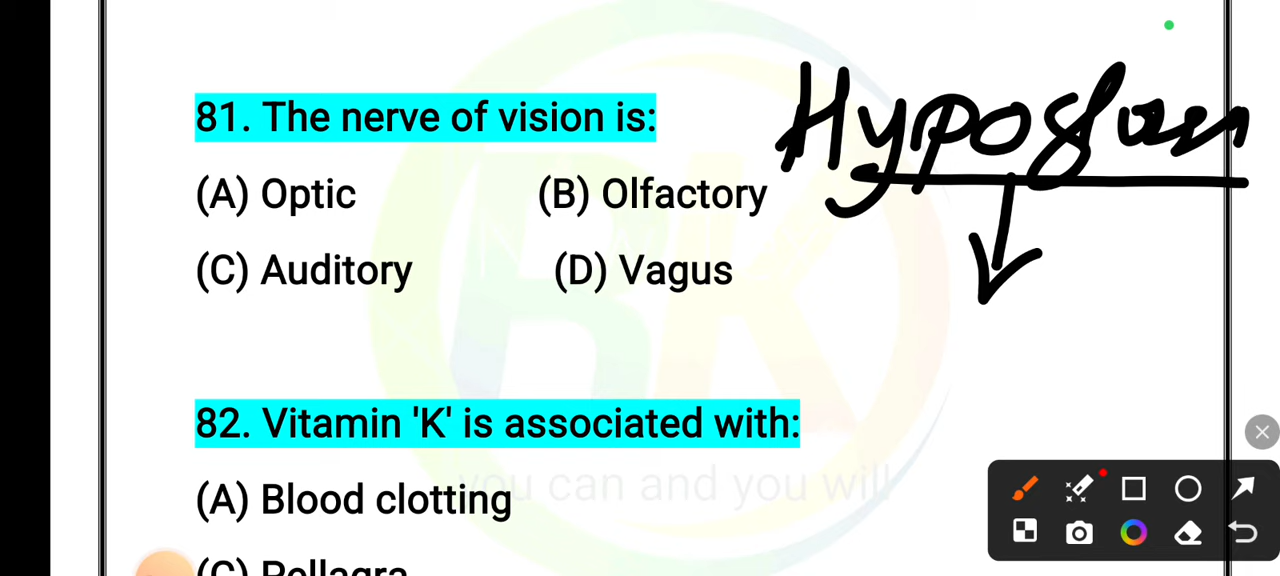 81. The nerve of vision is:
(A) Optic (B) Olfactory
(C) Auditory (D) Vagus
82. Vitamin 'K' is associated with:
you can and you will
(A) Blood clotting
(C) Pellagra